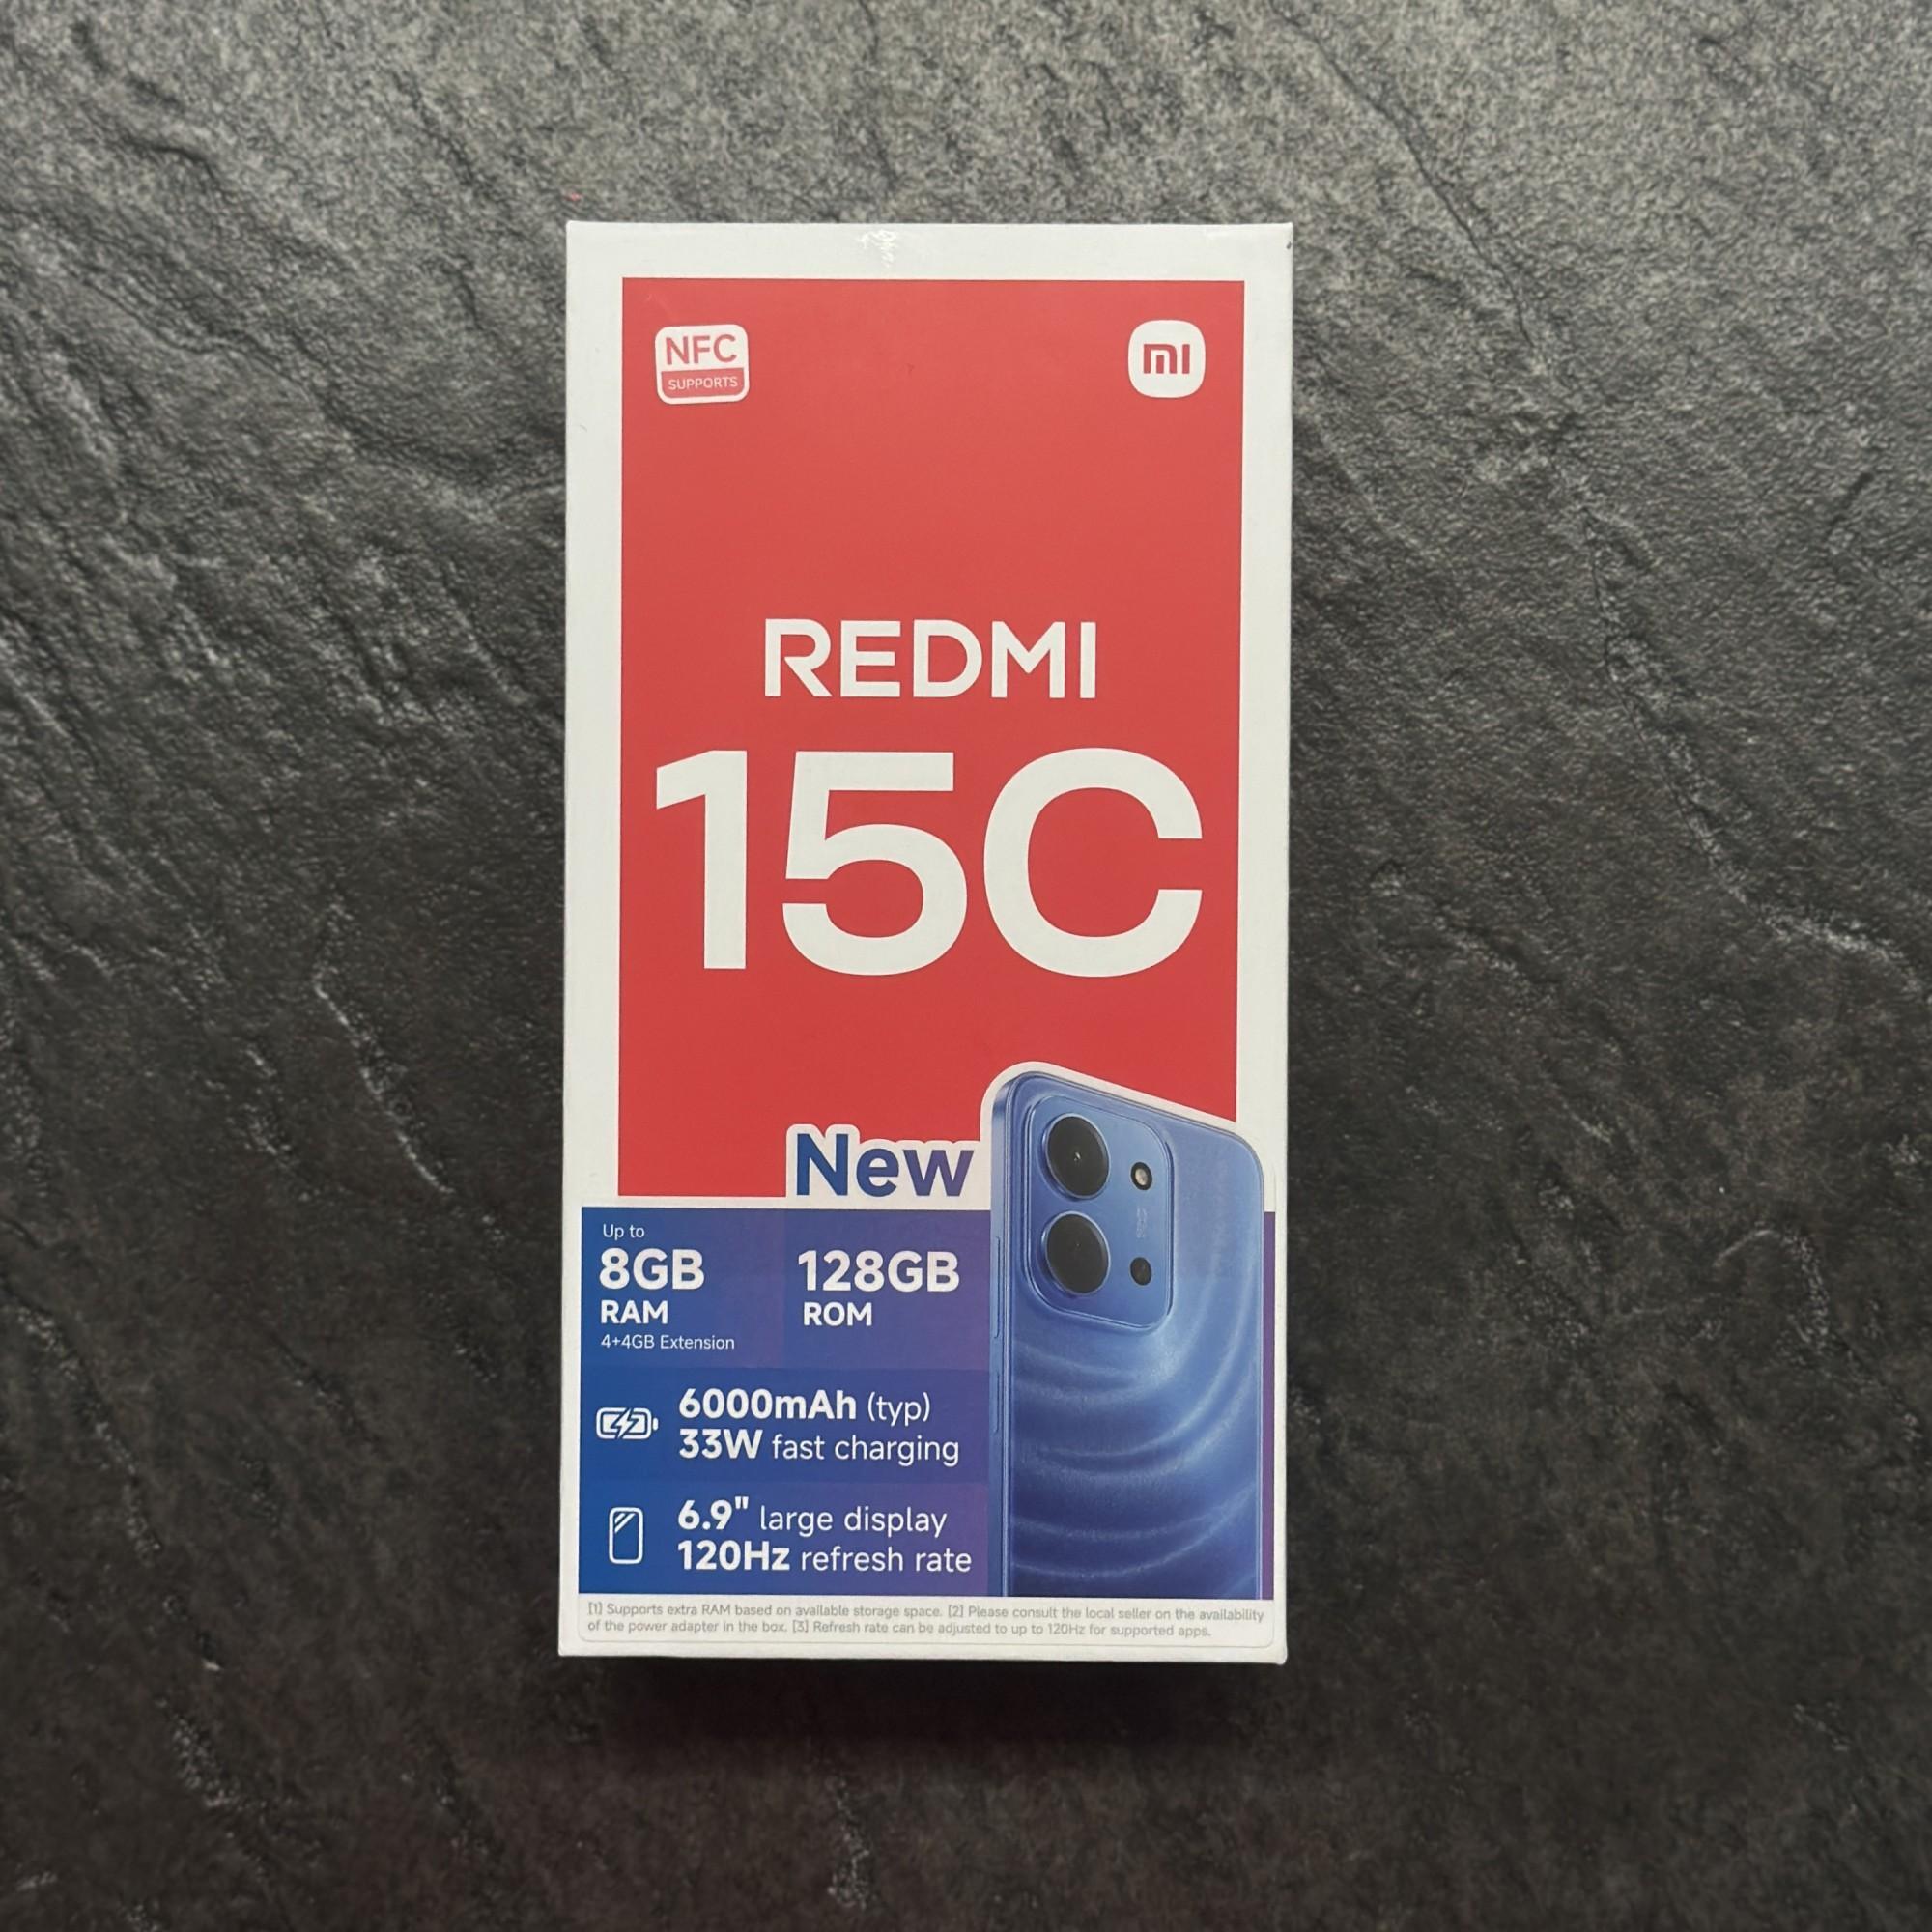 NFC
SUPPORTS
mi
REDMI
15C
New
Up to
8GB
RAM
4+4GB Extension
128GB
ROM
6000mAh (typ)
33W fast charging
6.9" large display
120Hz refresh rate
[1] Supports extra RAM based on available storage space. [2] Please consult the local seller on the availability
of the power adapter in the box. [3] Refresh rate can be adjusted to up to 120Hz for supported apps.